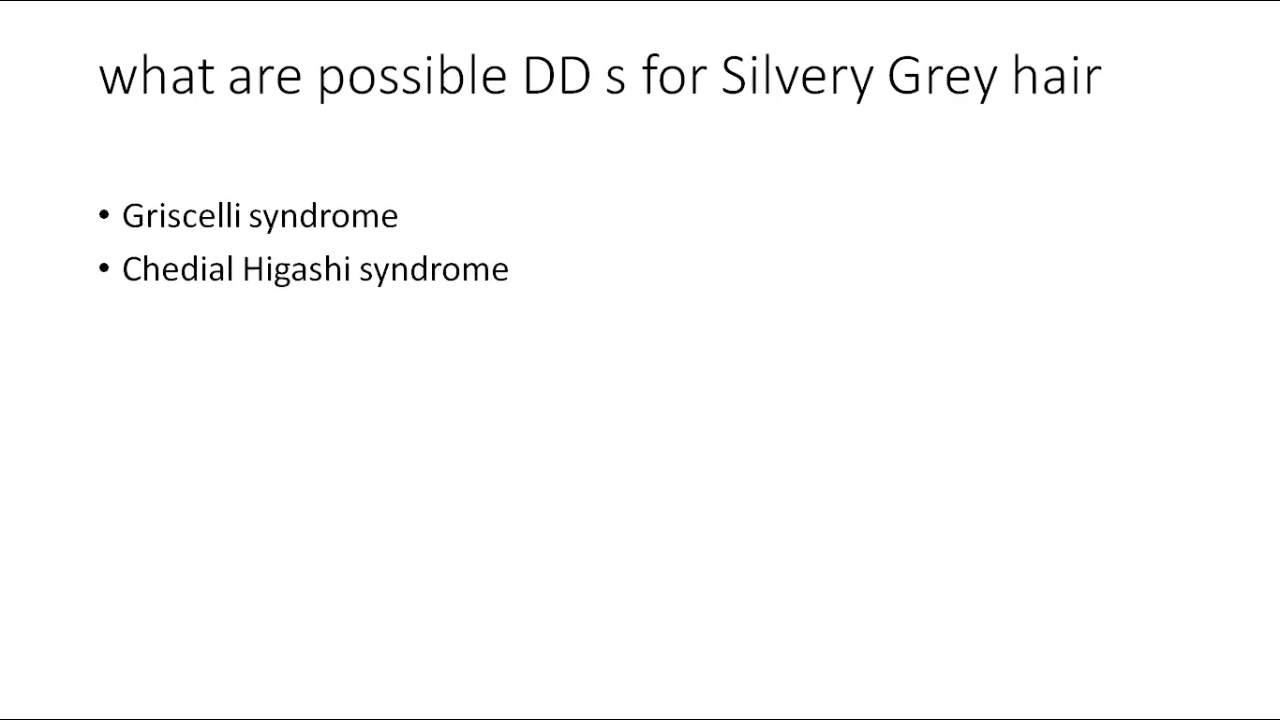 what are possible DD s for Silvery Grey hair
• Griscelli syndrome
• Chedial Higashi syndrome